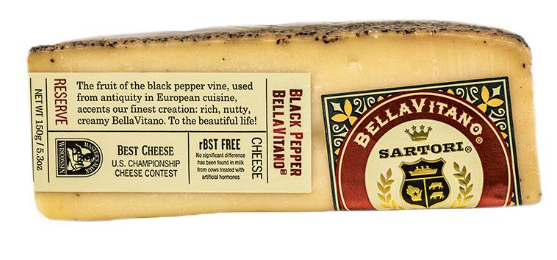 RESERVE
NET WT 150g / 5.3oz
The fruit of the black pepper vine, used
from antiquity in European cuisine,
accents our finest creation: rich, nutty,
creamy BellaVitano. To the beautiful life!
WISCONSIN
BEST CHEESE
U.S. CHAMPIONSHIP
CHEESE CONTEST
rBST FREE
No significant difference
has been found in milk
from cows treated with
artificial hormones
CHEESE
BLACK PEPPER
BELLAVITANO®
BELLAVITANO®
SARTORI®